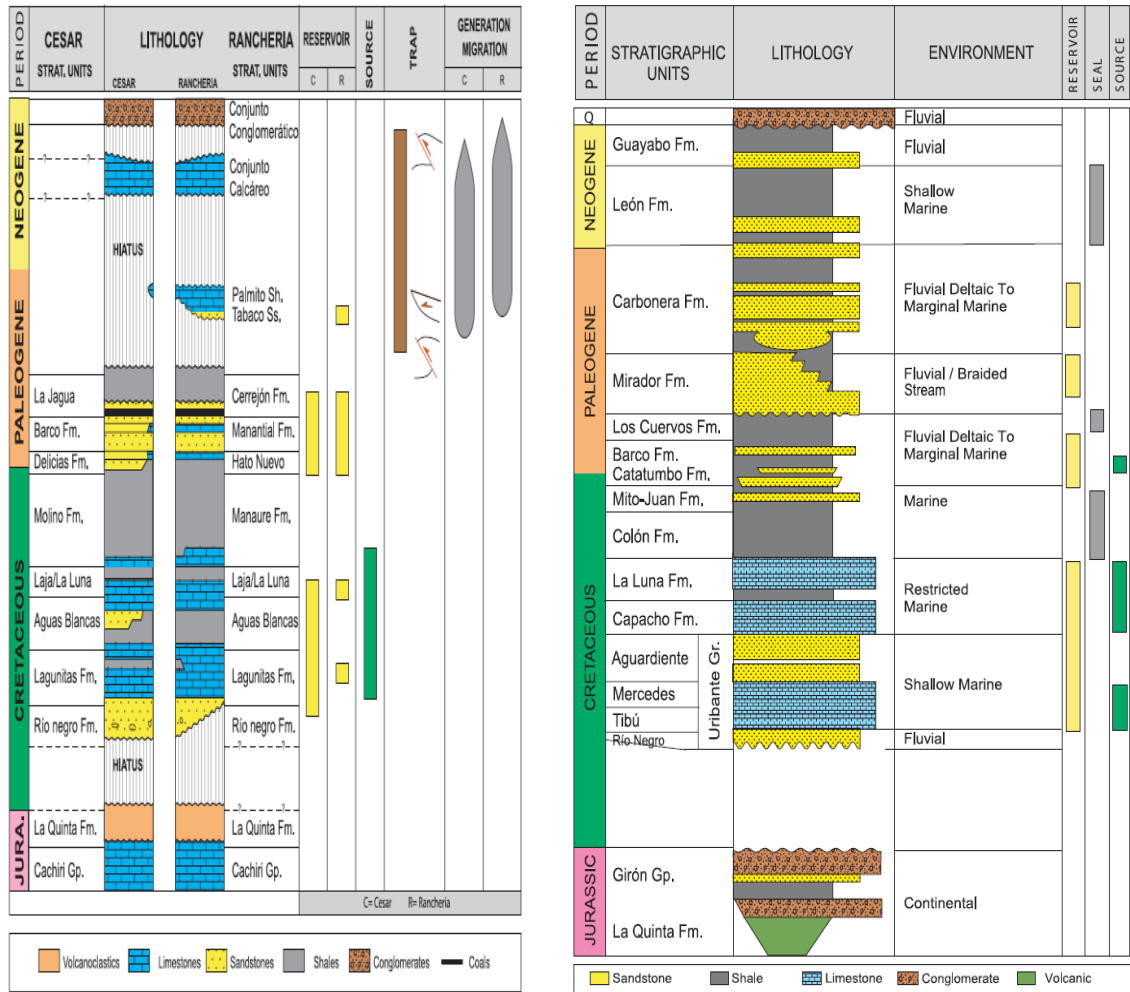 PERIOD
CESAR
STRAT, UNITS
LITHOLOGY
CESAR
RANCHERIA
RANCHERIA
STRAT, UNITS
RESERVOIR
C
R
SOURCE
TRAP
GENERATION
MIGRATION
C
R
NEOGENE
PALEOGENE
CRETACEOUS
JURA.
Conjunto
Conglomerático
? ?
? ?
Conjunto
Calcáreo
? ?
? ?
HIATUS
Palmito Sh,
Tabaco Ss.
La Jagua
Cerrejón Fm.
Barco Fm.
Manantial Fm.
Delicias Fm.
Hato Nuevo
Molino Fm,
Manaure Fm,
Laja/La Luna
Laja/La Luna
Aguas Blancas
Aguas Blancas
Lagunitas Fm,
Lagunitas Fm,
Río negro Fm.
Río negro Fm.
? ?
HIATUS
? ?
La Quinta Fm.
La Quinta Fm.
Cachiri Gp.
Cachiri Gp.
C= Cesar R= Rancheria
Volcanoclastics
Limestones
Sandstones
Shales
Conglomerates
Coals
PERIOD
STRATIGRAPHIC
UNITS
LITHOLOGY
ENVIRONMENT
RESERVOIR
SEAL
SOURCE
Q
Fluvial
NEOGENE
PALEOGENE
CRETACEOUS
JURASSIC
Guayabo Fm.
Fluvial
León Fm.
Shallow
Marine
Carbonera Fm.
Fluvial Deltaic To
Marginal Marine
Mirador Fm.
Fluvial / Braided
Stream
Los Cuervos Fm.
Barco Fm.
Catatumbo Fm.
Fluvial Deltaic To
Marginal Marine
Mito-Juan Fm.
Marine
Colón Fm.
La Luna Fm.
Restricted
Marine
Capacho Fm.
Aguardiente
Mercedes
Tibú
Río Negro
Uribante Gr.
Shallow Marine
Fluvial
Girón Gp.
La Quinta Fm.
Continental
Sandstone
Shale
Limestone
Conglomerate
Volcanic